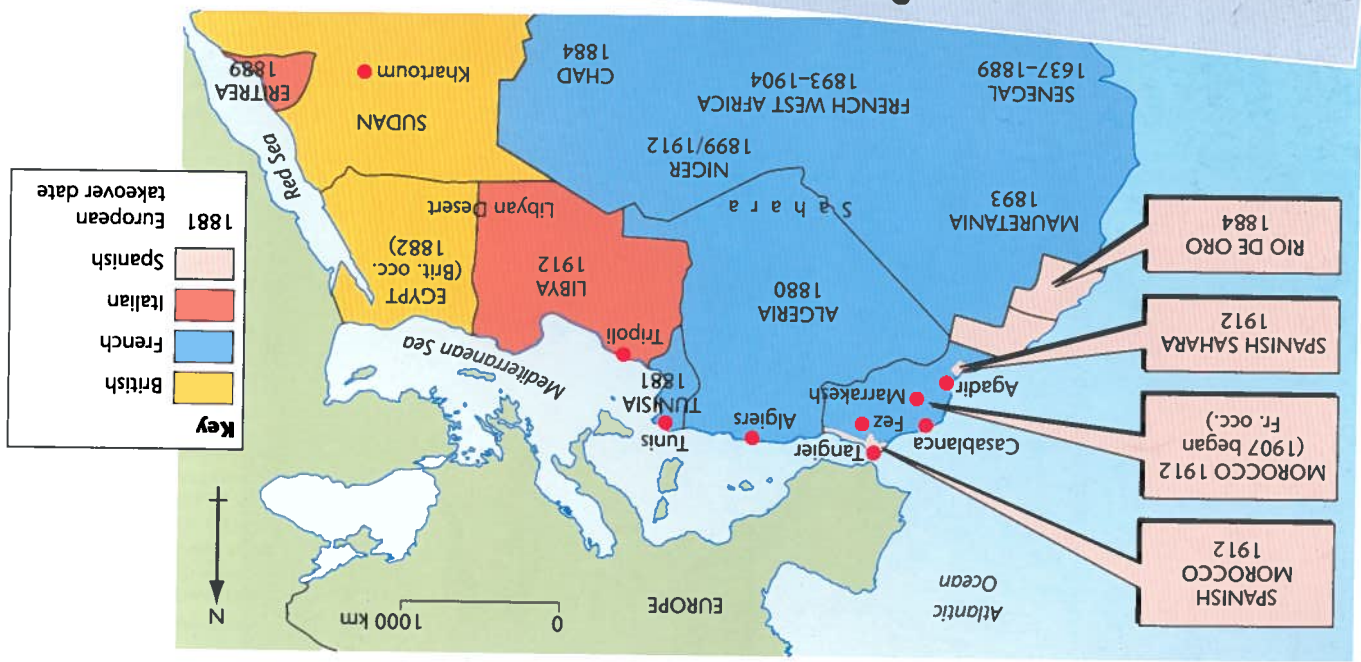 SPANISH
MOROCCO
1912
MOROCCO 1912
(1907 began
Fr. occ.)
SPANISH SAHARA
1912
RIO DE ORO
1884
Atlantic
Ocean
EUROPE
0
1000 km
N
Tangier
Casablanca
Fez
Marrakesh
Agadir
Algiers
Tunis
TUNISIA
1881
Tripoli
Mediterranean Sea
ALGERIA
1880
LIBYA
1912
EGYPT
(Brit. occ.
1882)
Libyan Desert
Sahara
Red Sea
MAURETANIA
1893
NIGER
1899/1912
SENEGAL
1637–1889
FRENCH WEST AFRICA
1893–1904
CHAD
1884
SUDAN
Khartoum
ERITREA
1889
Key
British
French
Italian
Spanish
1881 European
takeover date